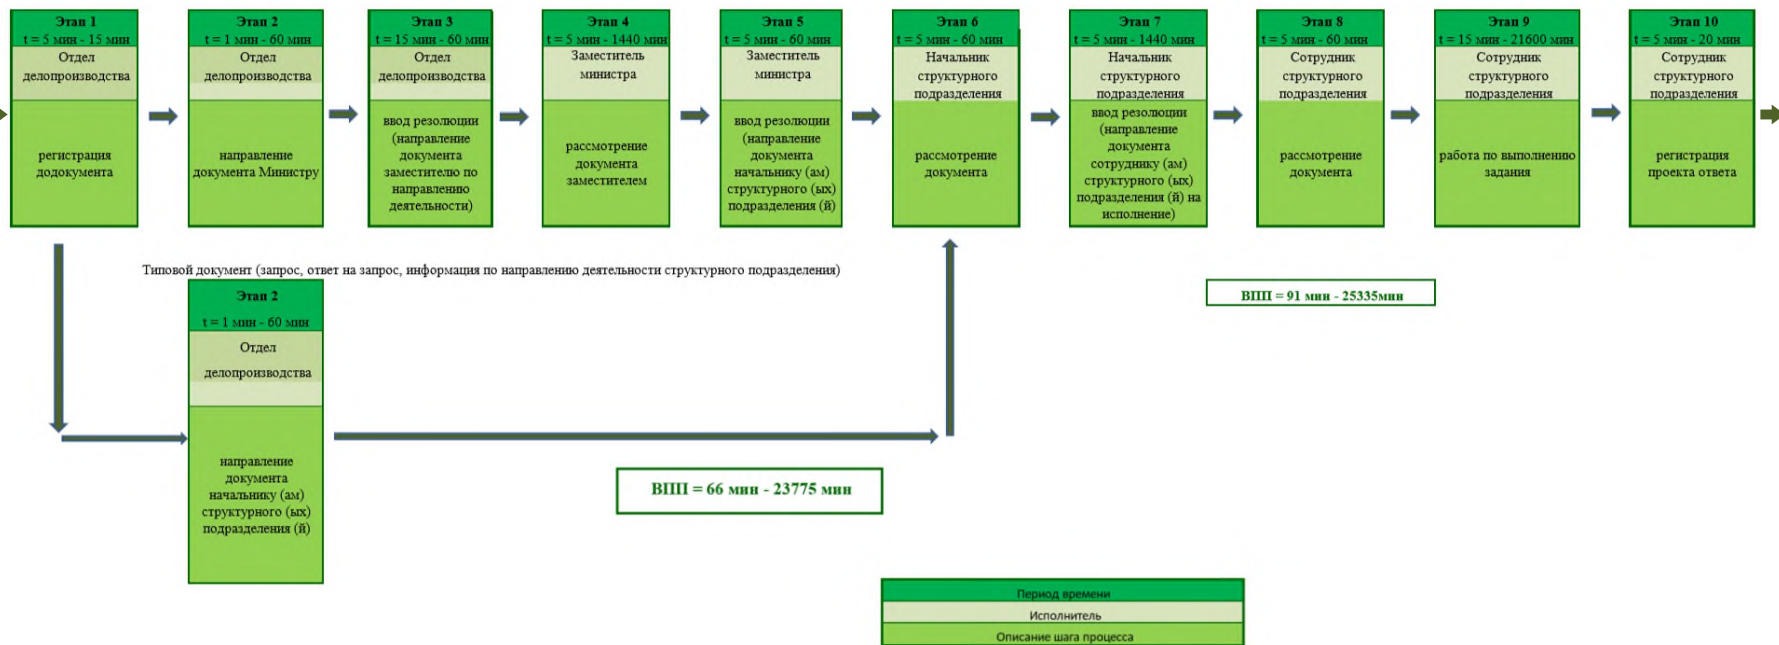 Этап 1
t = 5 мин - 15 мин
Отдел
делопроизводства
регистрация
додокумента
Этап 2
t = 1 мин - 60 мин
Отдел
делопроизводства
направление
документа Министру
Этап 3
t = 15 мин - 60 мин
Отдел
делопроизводства
ввод резолюции
(направление
документа
заместителю по
направлению
деятельности)
Этап 4
t = 5 мин - 1440 мин
Заместитель
министра
рассмотрение
документа
заместителем
Этап 5
t = 5 мин - 60 мин
Заместитель
министра
ввод резолюции
(направление
документа
начальнику (ам)
структурного (ых)
подразделения (й)
Этап 6
t = 5 мин - 60 мин
Начальник
структурного
подразделения
рассмотрение
документа
Этап 7
t = 5 мин - 1440 мин
Начальник
структурного
подразделения
ввод резолюции
(направление
документа
сотруднику (ам)
структурного (ых)
подразделения (й) на
исполнение)
Этап 8
t = 5 мин - 60 мин
Сотрудник
структурного
подразделения
рассмотрение
документа
Этап 9
t = 15 мин - 21600 мин
Сотрудник
структурного
подразделения
работа по выполнению
задания
Этап 10
t = 5 мин - 20 мин
Сотрудник
структурного
подразделения
регистрация
проекта ответа
Типовой документ (запрос, ответ на запрос, информация по направлению деятельности структурного подразделения)
Этап 2
t = 1 мин - 60 мин
Отдел
делопроизводства
направление
документа
начальнику (ам)
структурного (ых)
подразделения (й)
ВПП = 91 мин - 25335мин
ВПП = 66 мин - 23775 мин
Период времени
Исполнитель
Описание шага процесса